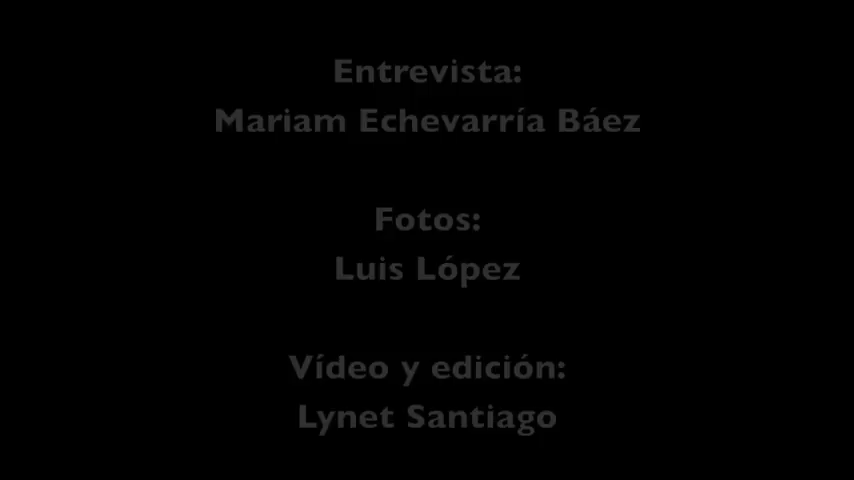 Entrevista:
Mariam Echevarría Báez
Fotos:
Luis López
Vídeo y edición:
Lynet Santiago